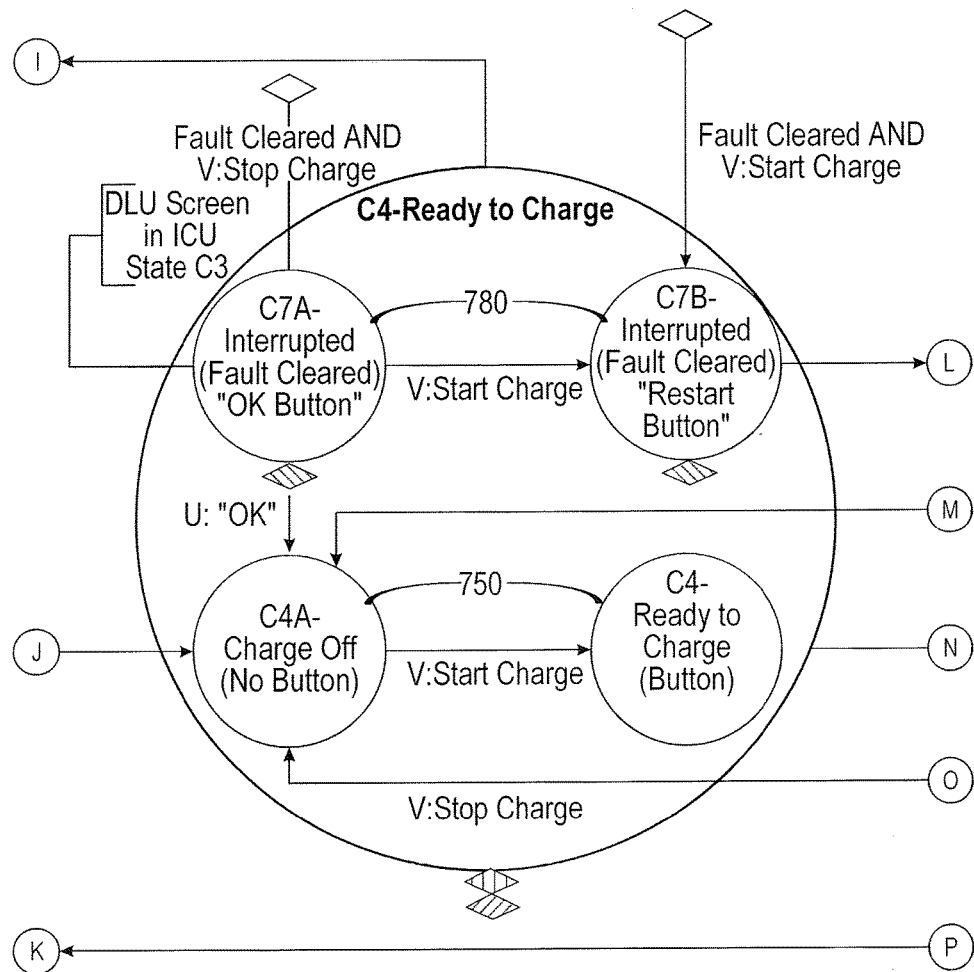 I
Fault Cleared AND
V:Stop Charge
Fault Cleared AND
V:Start Charge
DLU Screen
in ICU
State C3
C4-Ready to Charge
C7A-
Interrupted
(Fault Cleared)
"OK Button"
780
V:Start Charge
C7B-
Interrupted
(Fault Cleared)
"Restart
Button"
L
U: "OK"
M
J
C4A-
Charge Off
(No Button)
750
V:Start Charge
C4-
Ready to
Charge
(Button)
N
V:Stop Charge
O
K
P